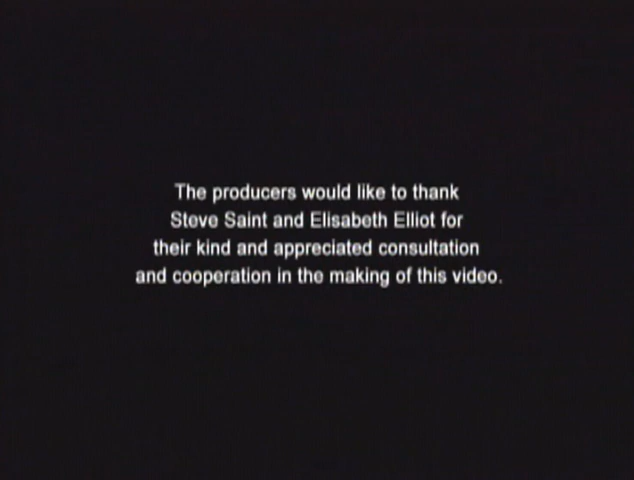 The producers would like to thank
Steve Saint and Elisabeth Elliot for
their kind and appreciated consultation
and cooperation in the making of this video.